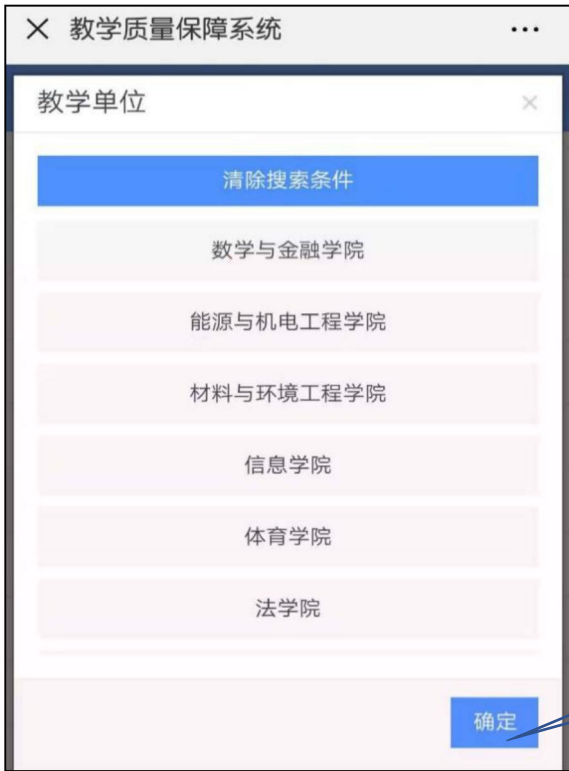 教学质量保障系统
教学单位
清除搜索条件
数学与金融学院
能源与机电工程学院
材料与环境工程学院
信息学院
体育学院
法学院
确定